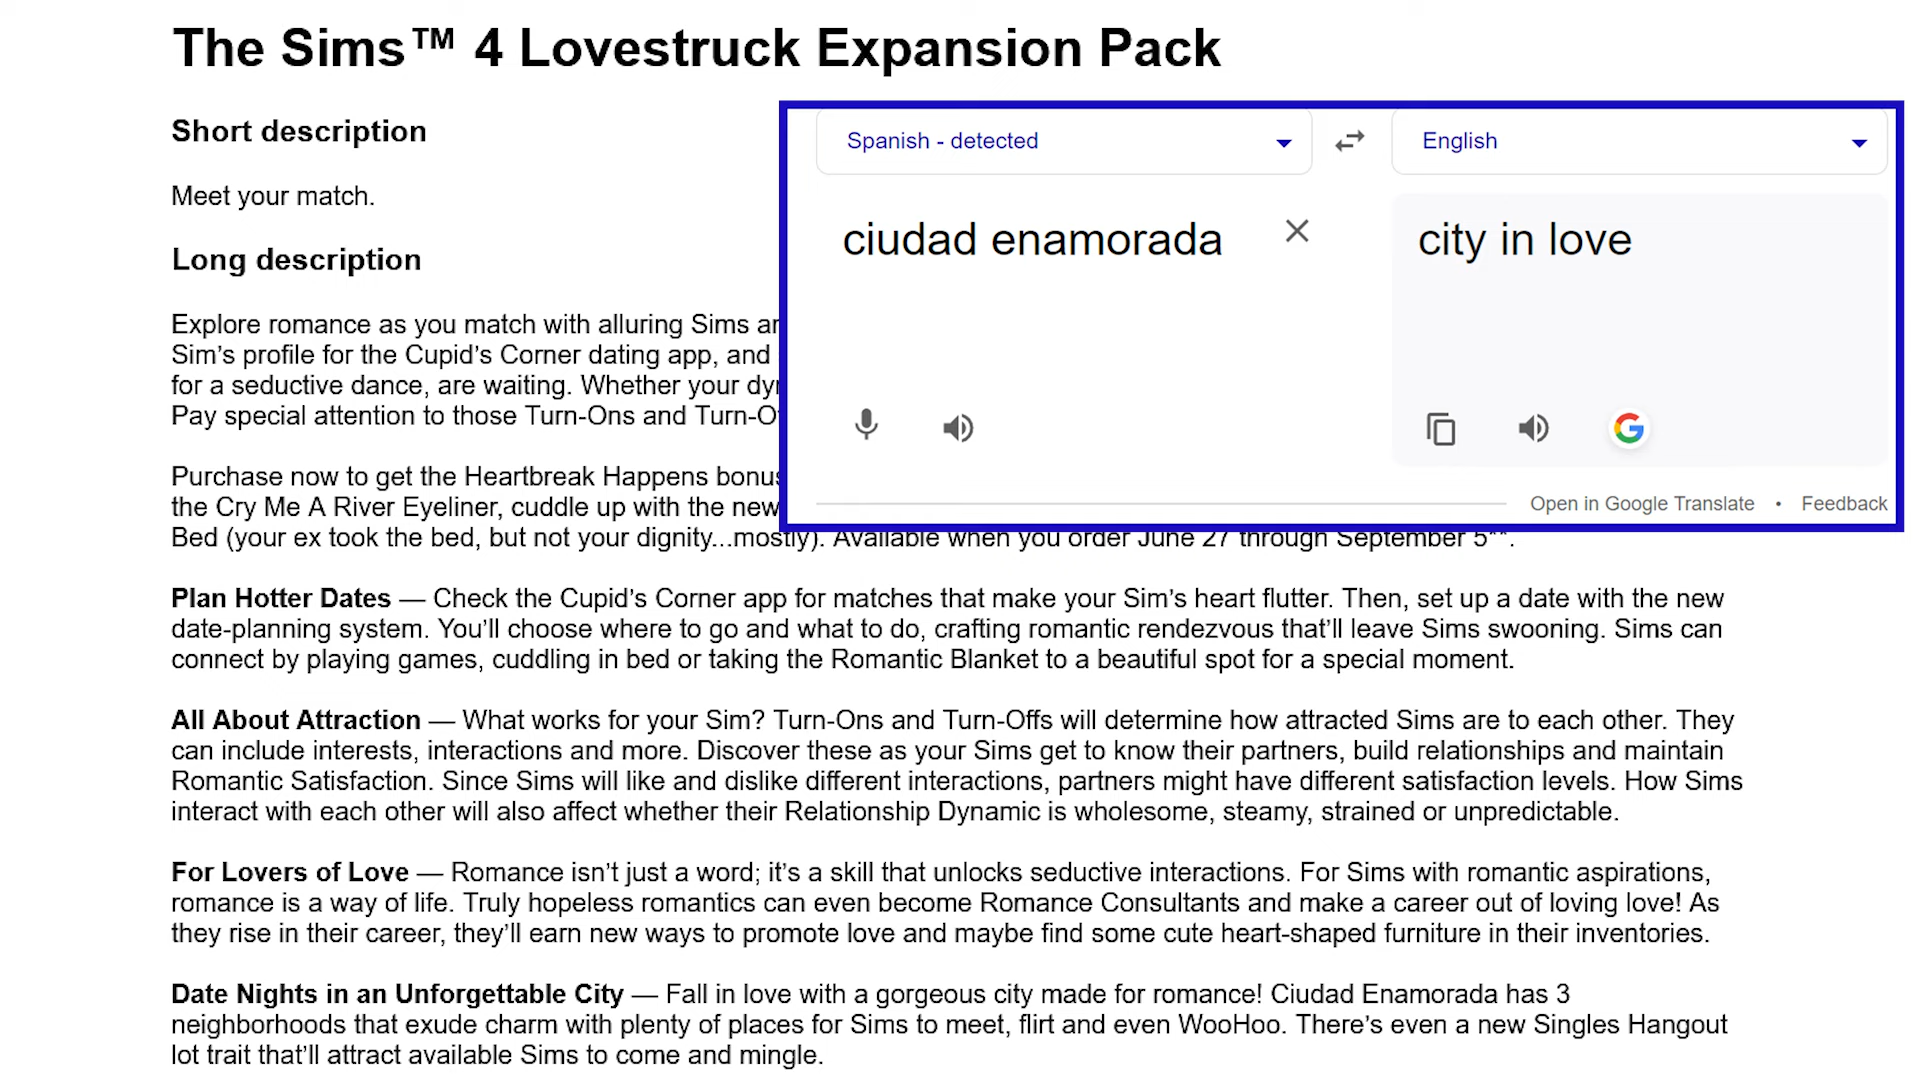 The Sims™ 4 Lovestruck Expansion Pack
Short description
Meet your match.
Long description
Explore romance as you match with alluring Sims
Sim's profile for the Cupid's Corner dating app, and
for a seductive dance, are waiting. Whether your
Pay special attention to those Turn-Ons and
Purchase now to get the Heartbreak Happens
the Cry Me A River Eyeliner, cuddle up with the new
Bed (your ex took the bed, but not your dignity...mostly). Available when you order June 27 through September 5**.
Spanish - detected
English
ciudad enamorada
city in love
Open in Google Translate • Feedback
Plan Hotter Dates — Check the Cupid's Corner app for matches that make your Sim's heart flutter. Then, set up a date with the new
date-planning system. You'll choose where to go and what to do, crafting romantic rendezvous that'll leave Sims swooning. Sims can
connect by playing games, cuddling in bed or taking the Romantic Blanket to a beautiful spot for a special moment.
All About Attraction — What works for your Sim? Turn-Ons and Turn-Offs will determine how attracted Sims are to each other. They
can include interests, interactions and more. Discover these as your Sims get to know their partners, build relationships and maintain
Romantic Satisfaction. Since Sims will like and dislike different interactions, partners might have different satisfaction levels. How Sims
interact with each other will also affect whether their Relationship Dynamic is wholesome, steamy, strained or unpredictable.
For Lovers of Love — Romance isn't just a word; it's a skill that unlocks seductive interactions. For Sims with romantic aspirations,
romance is a way of life. Truly hopeless romantics can even become Romance Consultants and make a career out of loving love! As
they rise in their career, they'll earn new ways to promote love and maybe find some cute heart-shaped furniture in their inventories.
Date Nights in an Unforgettable City — Fall in love with a gorgeous city made for romance! Ciudad Enamorada has 3
neighborhoods that exude charm with plenty of places for Sims to meet, flirt and even WooHoo. There's even a new Singles Hangout
lot trait that'll attract available Sims to come and mingle.